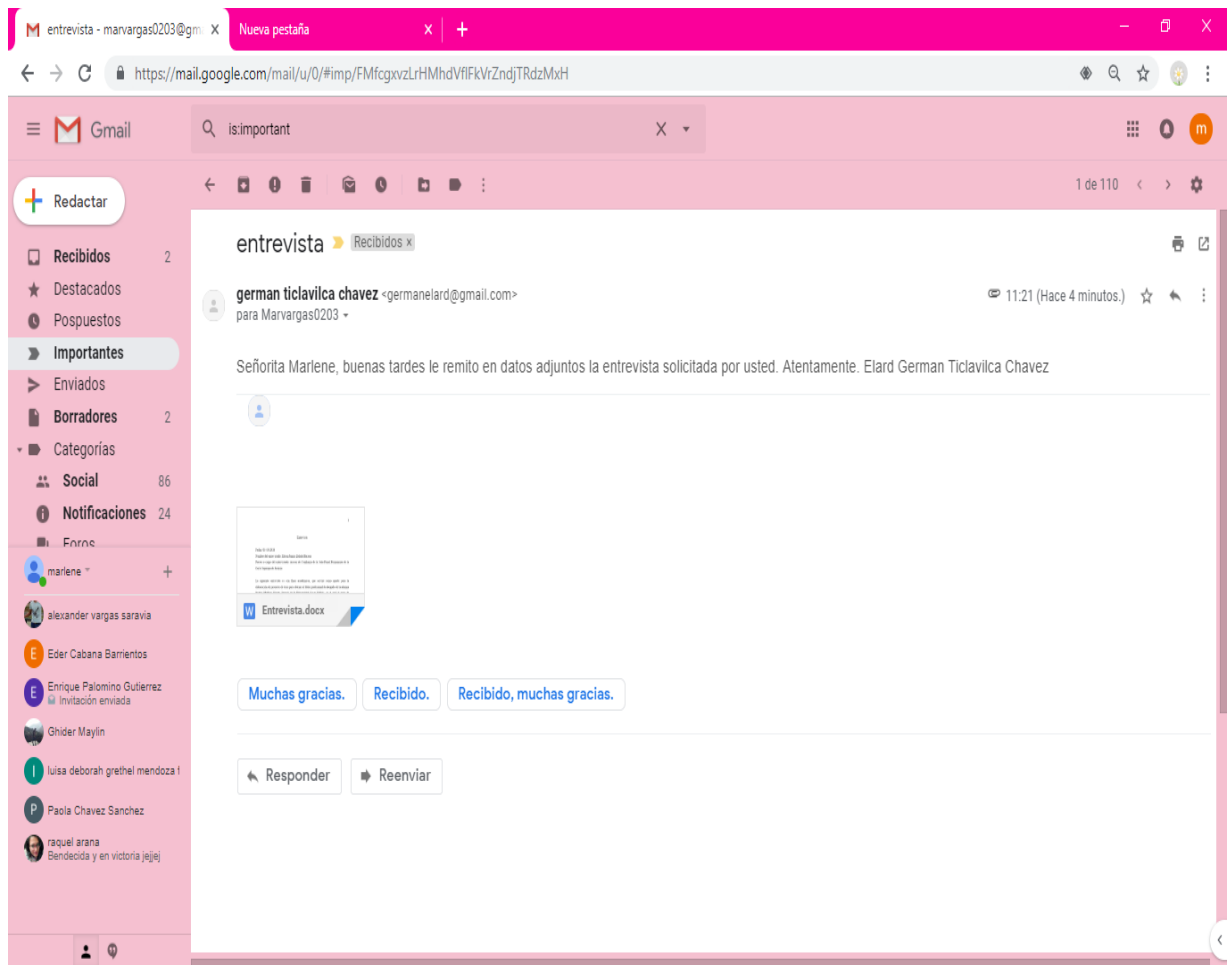 entrevista - marvargas0203@gm
Nueva pestaña
https://mail.google.com/mail/u/0/#imp/FMfcgxvzLrHMhdVflFkVrZndjTRdzMxH
Gmail
is:important
m
Redactar
1 de 110
Recibidos 2
Destacados
Pospuestos
Importantes
Enviados
Borradores 2
Categorías
Social 86
Notificaciones 24
Foros
marlene
alexander vargas saravia
E Eder Cabana Barrientos
E Enrique Palomino Gutierrez
Invitación enviada
Ghider Maylin
l luisa deborah grethel mendoza f
P Paola Chavez Sanchez
raquel arana
Bendecida y en victoria jejjej
entrevista Recibidos x
german ticlavilca chavez <germanelard@gmail.com>
11:21 (Hace 4 minutos.)
para Marvargas0203
Señorita Marlene, buenas tardes le remito en datos adjuntos la entrevista solicitada por usted. Atentamente. Elard German Ticlavilca Chavez
W Entrevista.docx
Muchas gracias. Recibido. Recibido, muchas gracias.
Responder Reenviar